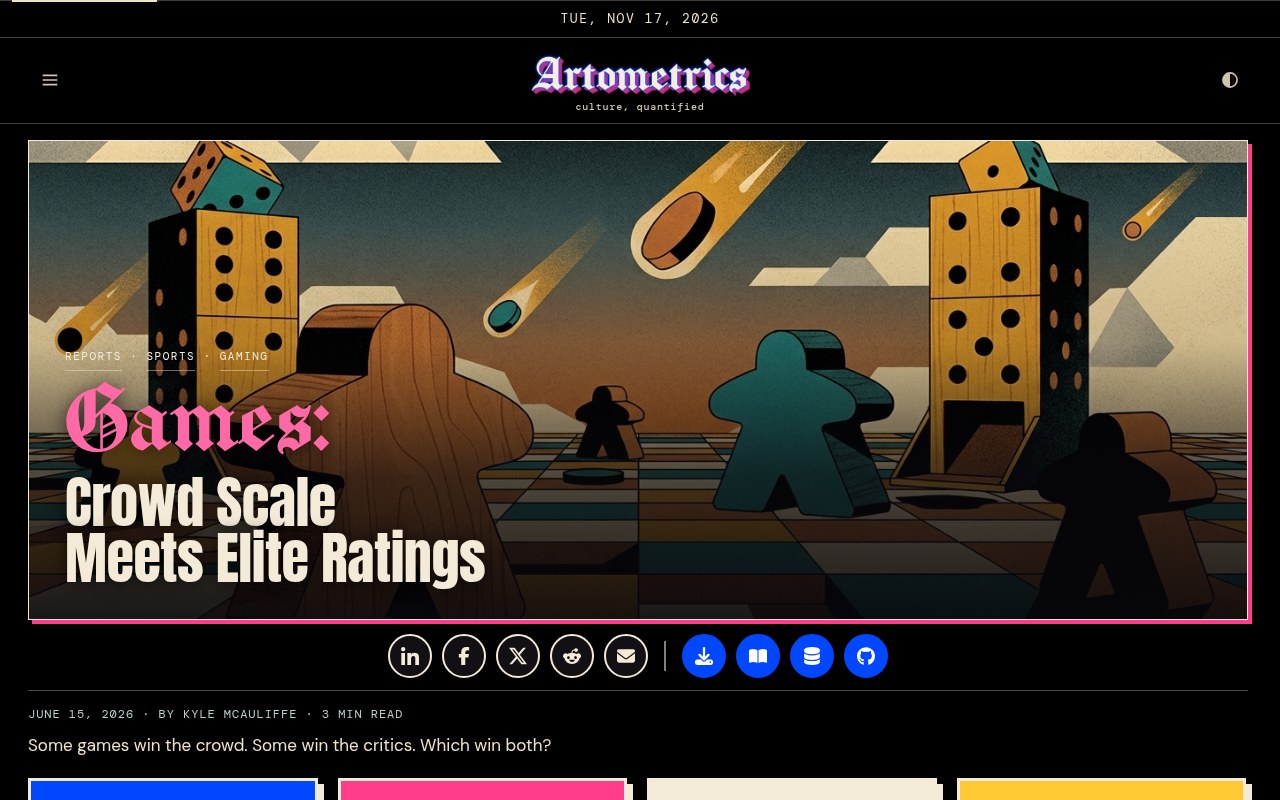 TUE, NOV 17, 2026
Artometrics
culture, quantified
REPORTS · SPORTS · GAMING
Games:
Crowd Scale
Meets Elite Ratings
JUNE 15, 2026 · BY KYLE MCAULIFFE · 3 MIN READ
Some games win the crowd. Some win the critics. Which win both?